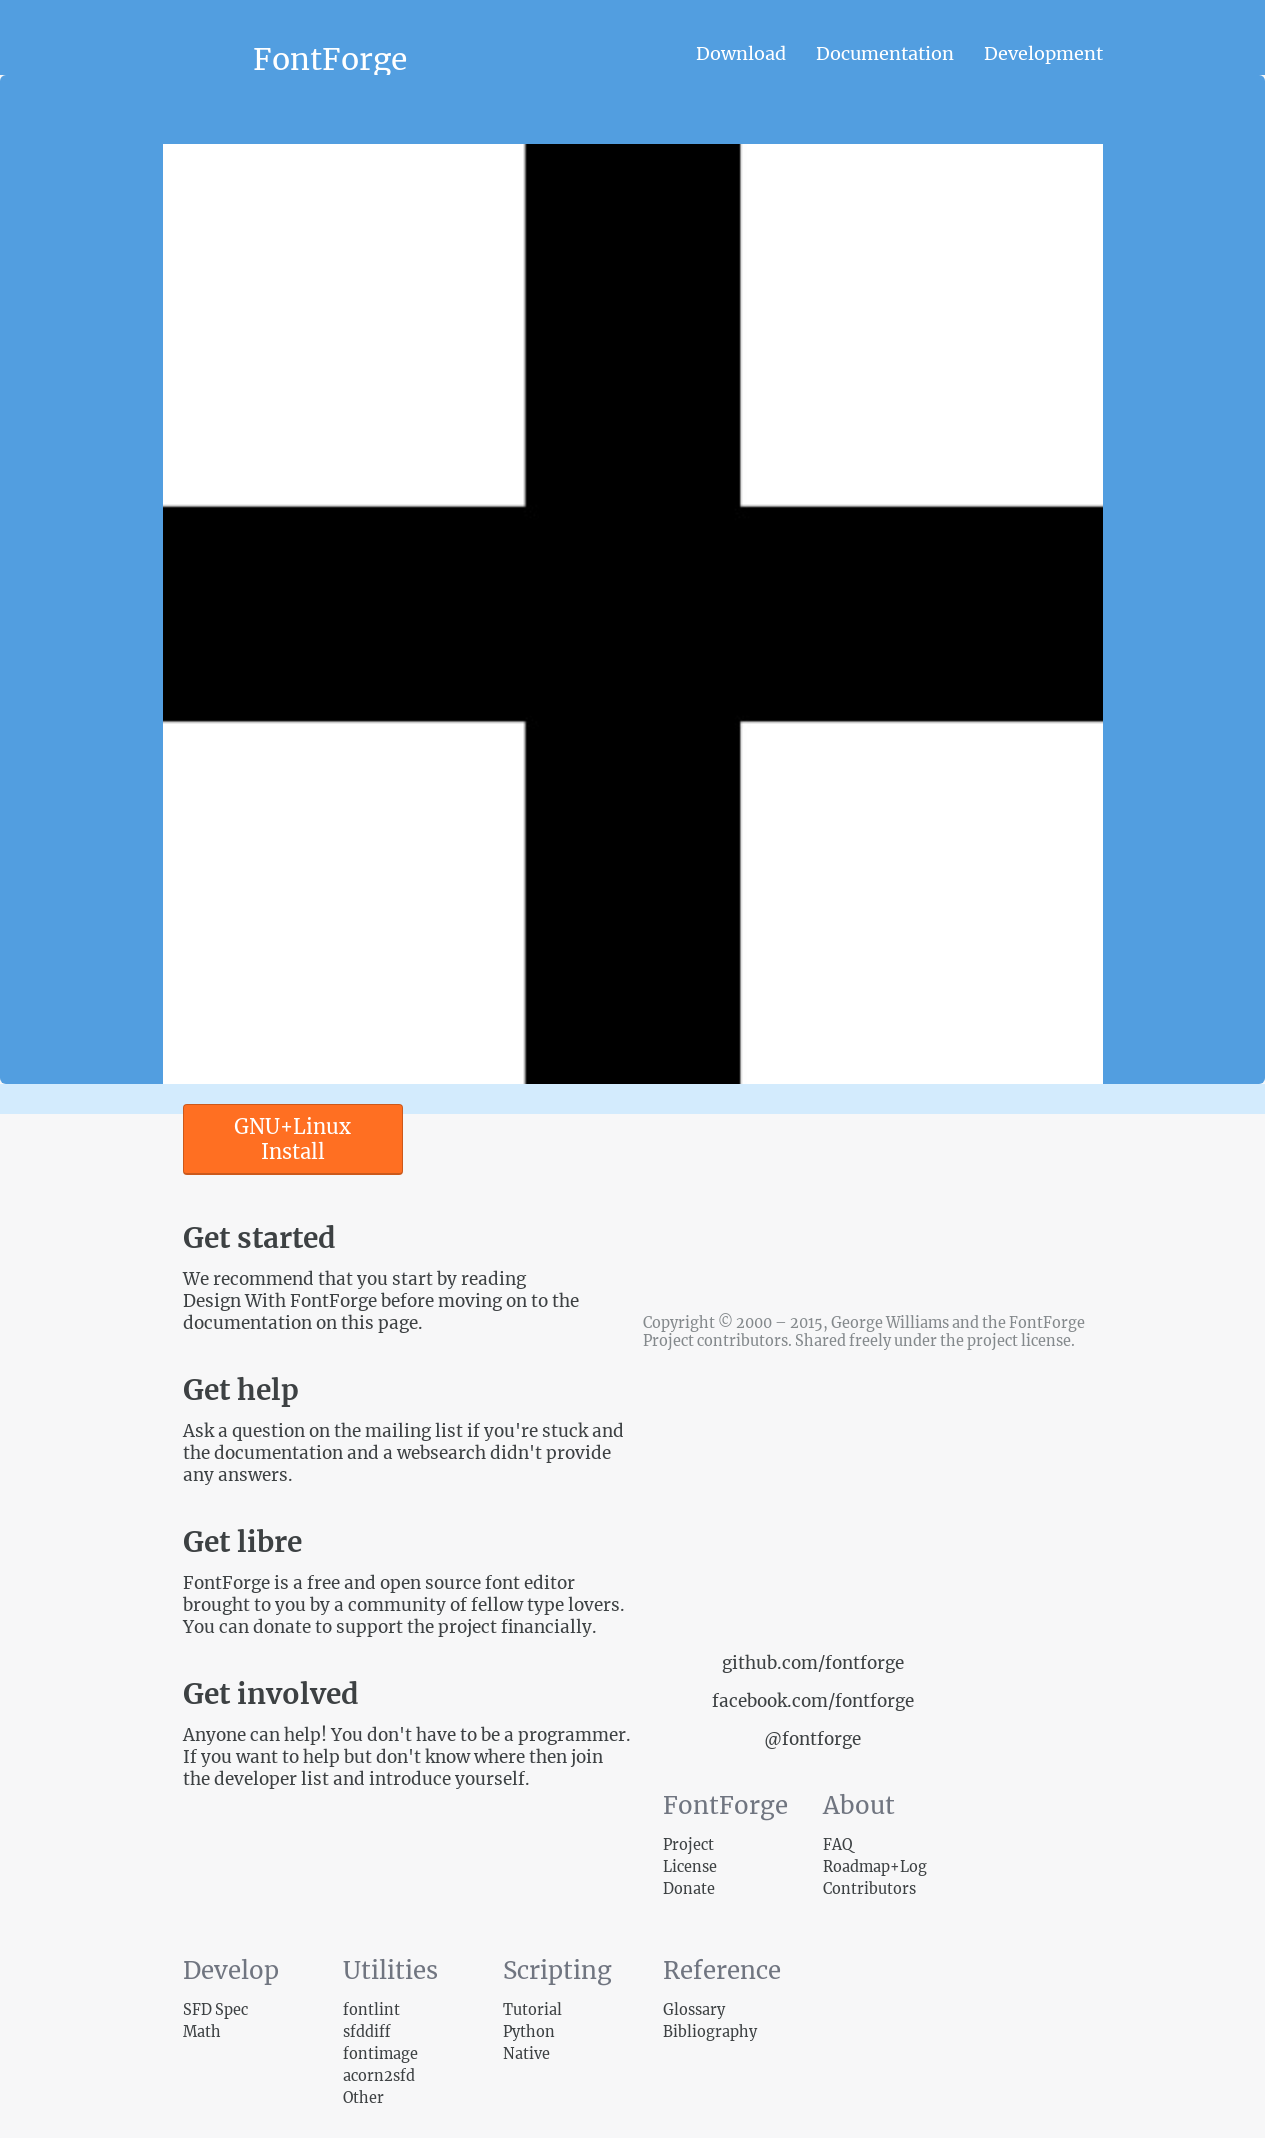 FontForge
Download
Documentation
Development
GNU+Linux
Install
Get started
We recommend that you start by reading
Design With FontForge before moving on to the
documentation on this page.
Copyright © 2000 – 2015, George Williams and the FontForge
Project contributors. Shared freely under the project license.
Get help
Ask a question on the mailing list if you're stuck and
the documentation and a websearch didn't provide
any answers.
Get libre
FontForge is a free and open source font editor
brought to you by a community of fellow type lovers.
You can donate to support the project financially.
Get involved
Anyone can help! You don't have to be a programmer.
If you want to help but don't know where then join
the developer list and introduce yourself.
github.com/fontforge
facebook.com/fontforge
@fontforge
FontForge
Project
License
Donate
About
FAQ
Roadmap+Log
Contributors
Develop
SFD Spec
Math
Utilities
fontlint
sfddiff
fontimage
acorn2sfd
Other
Scripting
Tutorial
Python
Native
Reference
Glossary
Bibliography